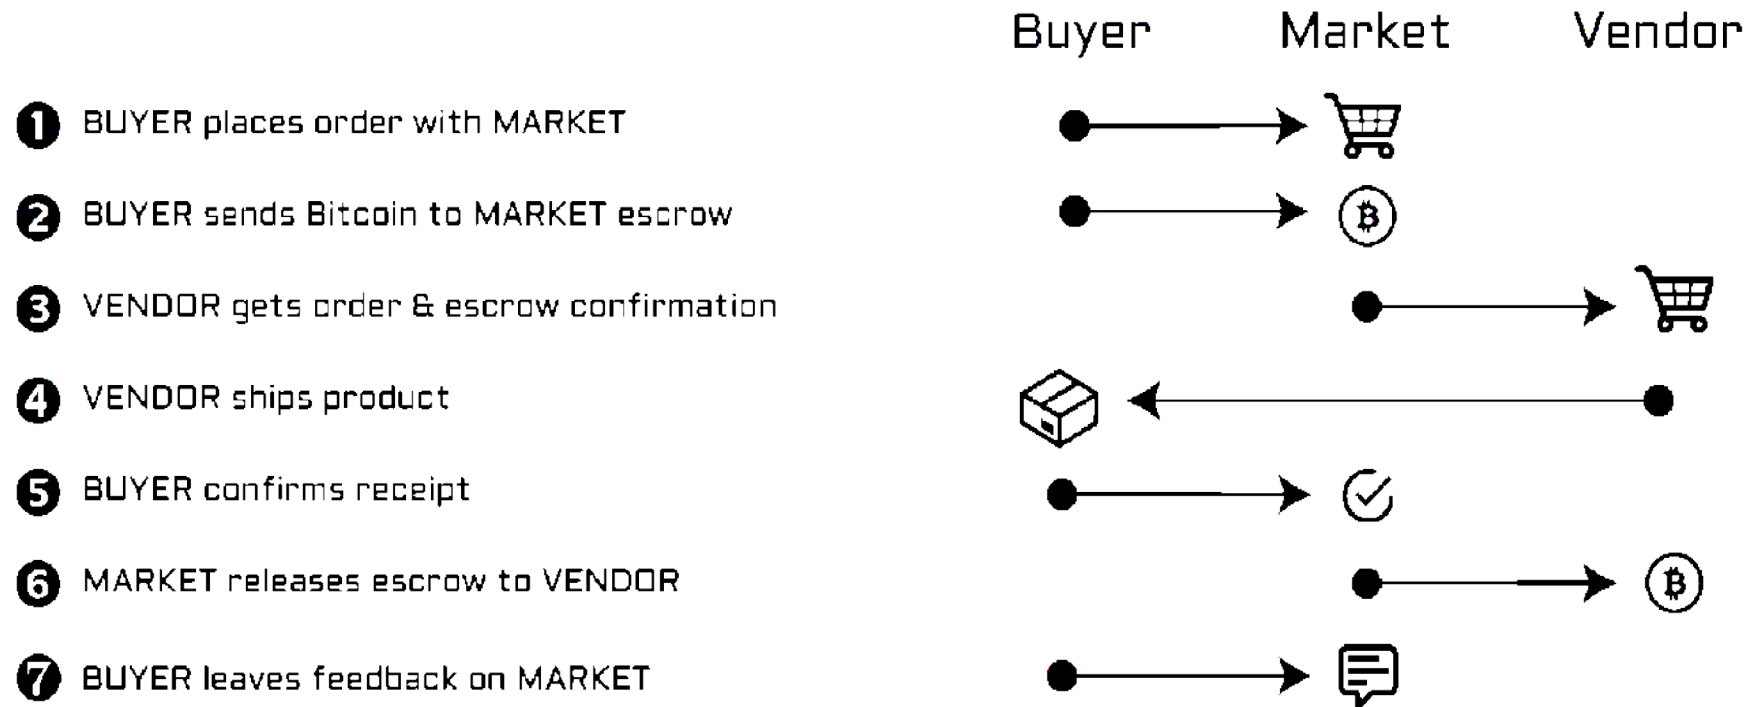 Buyer Market Vendor
1 BUYER places order with MARKET
2 BUYER sends Bitcoin to MARKET escrow
3 VENDOR gets order & escrow confirmation
4 VENDOR ships product
5 BUYER confirms receipt
6 MARKET releases escrow to VENDOR
7 BUYER leaves feedback on MARKET